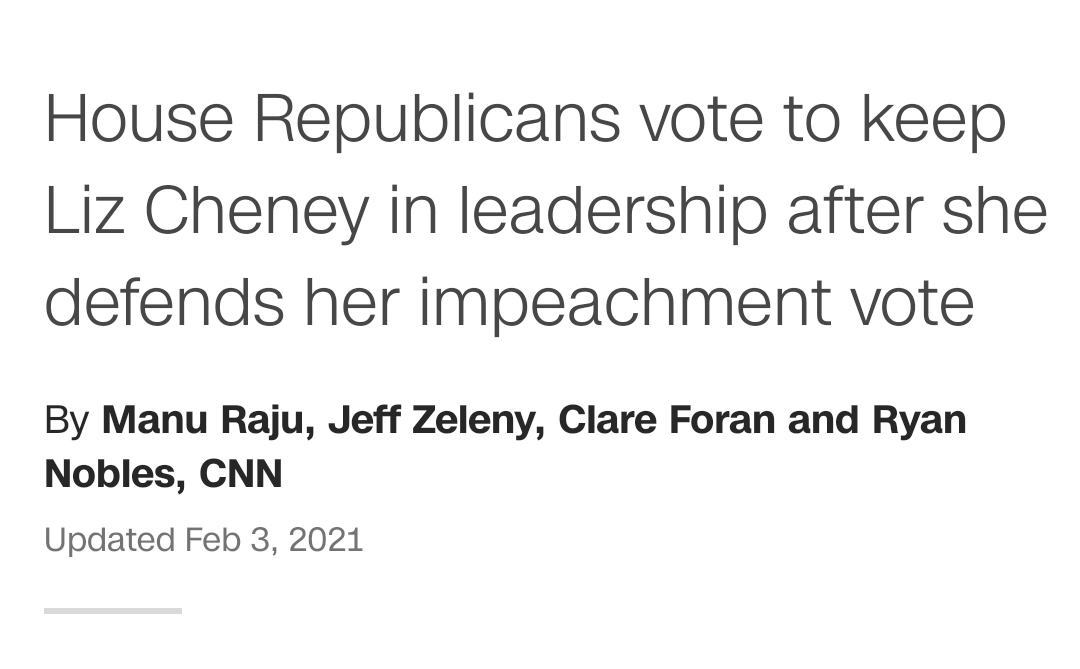 House Republicans vote to keep
Liz Cheney in leadership after she
defends her impeachment vote
By Manu Raju, Jeff Zeleny, Clare Foran and Ryan
Nobles, CNN
Updated Feb 3, 2021